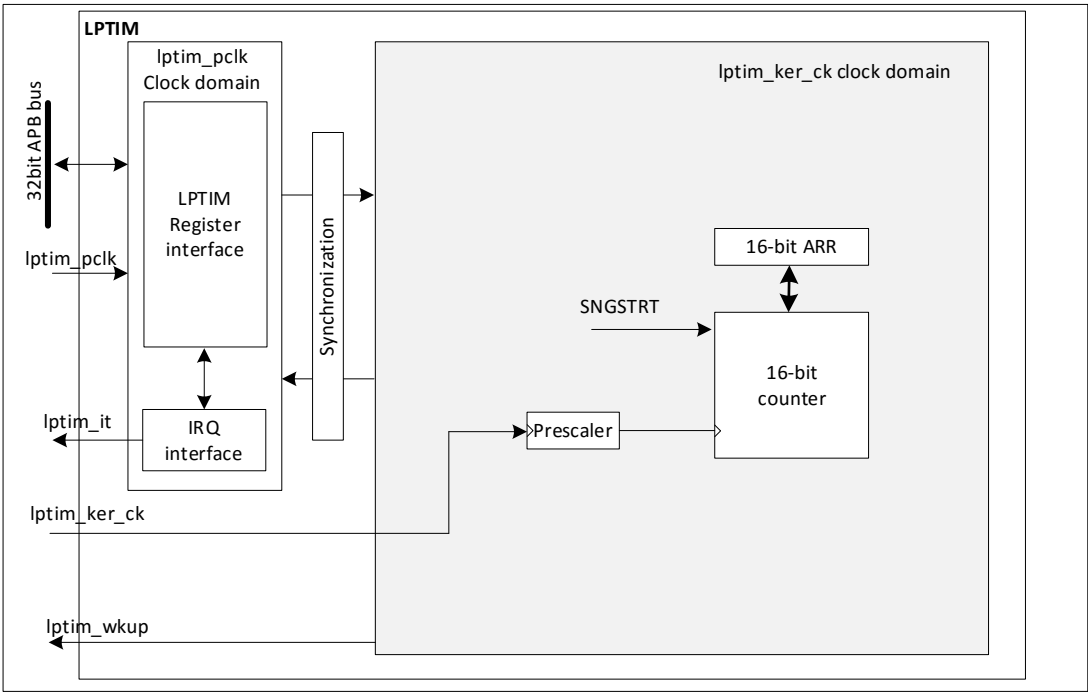 LPTIM
lptim_pclk
Clock domain
lptim_ker_ck clock domain
32bit APB bus
LPTIM
Register
interface
Synchronization
16-bit ARR
lptim_pclk
SNGSTRT
16-bit
counter
lptim_it
IRQ
interface
Prescaler
lptim_ker_ck
lptim_wkup